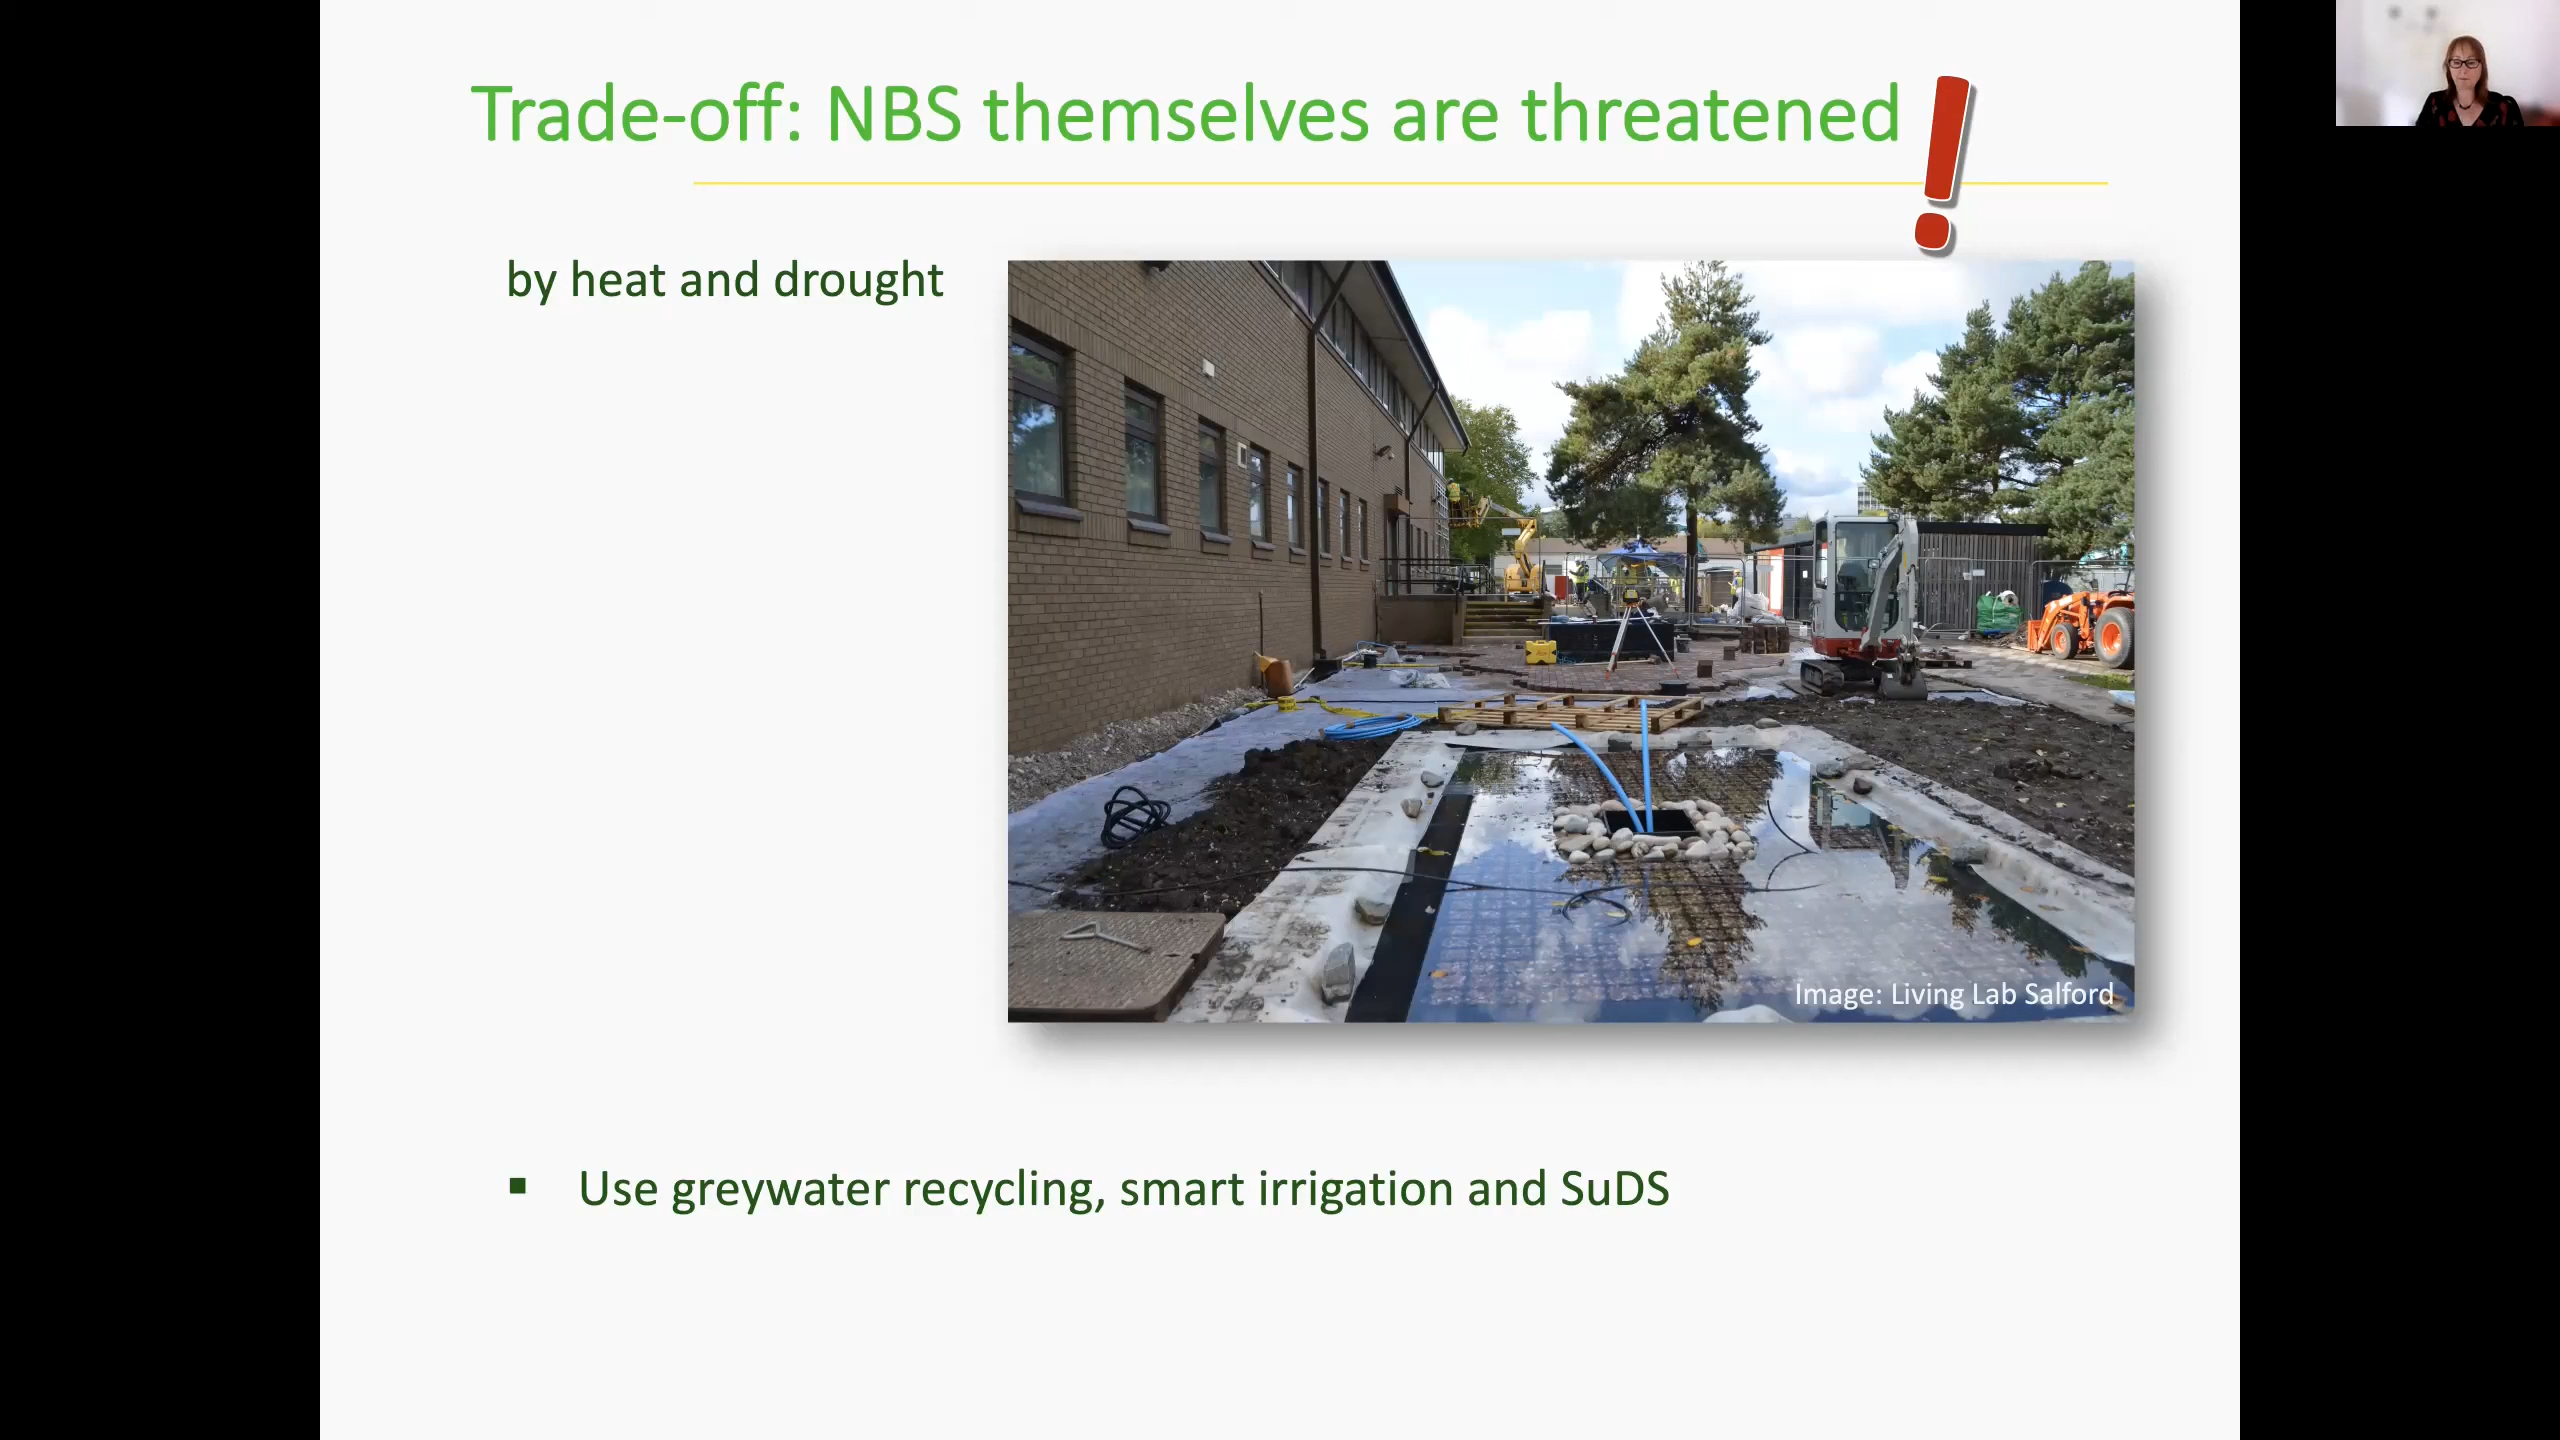 Trade-off: NBS themselves are threatened!
by heat and drought
Image: Living Lab Salford
▪ Use greywater recycling, smart irrigation and SuDS